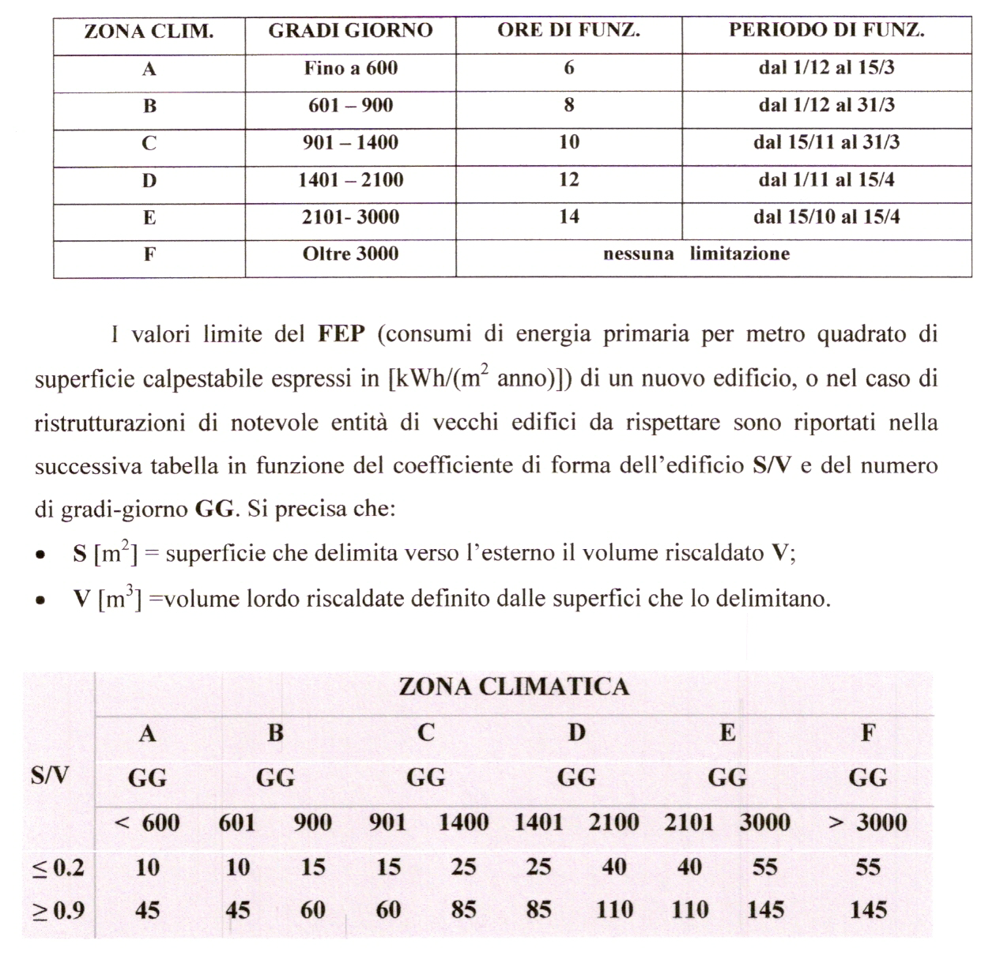 ZONA CLIM. GRADI GIORNO ORE DI FUNZ. PERIODO DI FUNZ.
A Fino a 600 6 dal 1/12 al 15/3
B 601 – 900 8 dal 1/12 al 31/3
C 901 – 1400 10 dal 15/11 al 31/3
D 1401 – 2100 12 dal 1/11 al 15/4
E 2101- 3000 14 dal 15/10 al 15/4
F Oltre 3000 nessuna limitazione
I valori limite del FEP (consumi di energia primaria per metro quadrato di
superficie calpestabile espressi in [kWh/(m² anno)]) di un nuovo edificio, o nel caso di
ristrutturazioni di notevole entità di vecchi edifici da rispettare sono riportati nella
successiva tabella in funzione del coefficiente di forma dell'edificio S/V e del numero
di gradi-giorno GG. Si precisa che:
• S [m²] = superficie che delimita verso l'esterno il volume riscaldato V;
• V [m³] =volume lordo riscaldate definito dalle superfici che lo delimitano.
ZONA CLIMATICA
A B C D E F
S/V GG GG GG GG GG GG
< 600 601 900 901 1400 1401 2100 2101 3000 > 3000
≤ 0.2 10 10 15 15 25 25 40 40 55 55
≥ 0.9 45 45 60 60 85 85 110 110 145 145